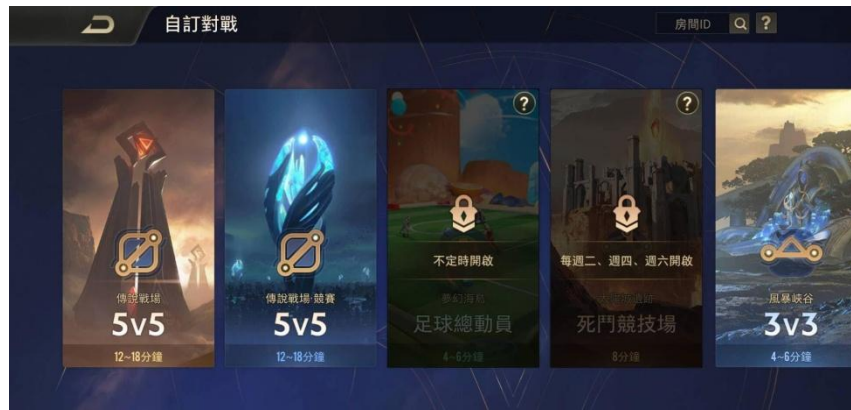 自訂對戰
房間ID
?
?
?
不定時開啟
每週二、週四、週六開啟
傳說戰場
傳說戰場·競賽
夢幻海島
風暴峽谷
5v5
5v5
足球總動員
死鬥競技場
3v3
12~18分鐘
12~18分鐘
4~6分鐘
8分鐘
4~6分鐘